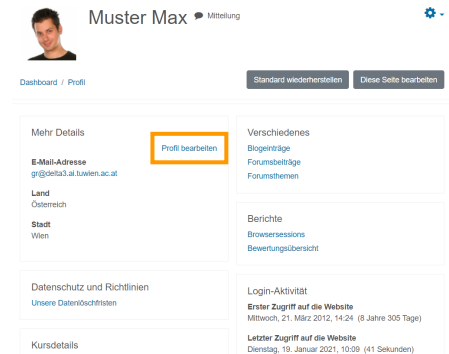 Muster Max Mitteilung
Dashboard / Profil
Standard wiederherstellen
Diese Seite bearbeiten
Mehr Details
Profil bearbeiten
E-Mail-Adresse
gr@delta3.ai.tuwien.ac.at
Land
Österreich
Stadt
Wien
Datenschutz und Richtlinien
Unsere Datenlöschfristen
Kursdetails
Verschiedenes
Blogeinträge
Forumsbeiträge
Forumsthemen
Berichte
Browsersessions
Bewertungsübersicht
Login-Aktivität
Erster Zugriff auf die Website
Mittwoch, 21. März 2012, 14:24 (8 Jahre 305 Tage)
Letzter Zugriff auf die Website
Dienstag, 19. Januar 2021, 10:09 (41 Sekunden)